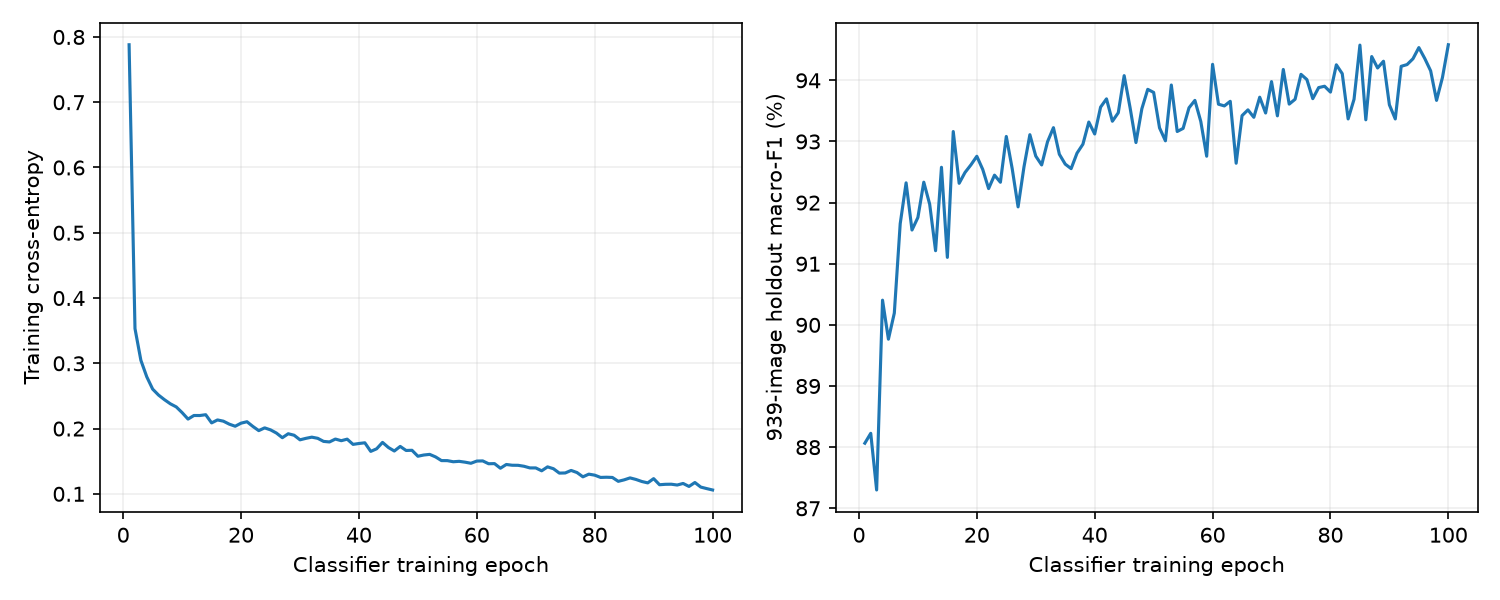 Training cross-entropy
0.8
0.7
0.6
0.5
0.4
0.3
0.2
0.1
0 20 40 60 80 100
Classifier training epoch
939-image holdout macro-F1 (%)
94
93
92
91
90
89
88
87
0 20 40 60 80 100
Classifier training epoch